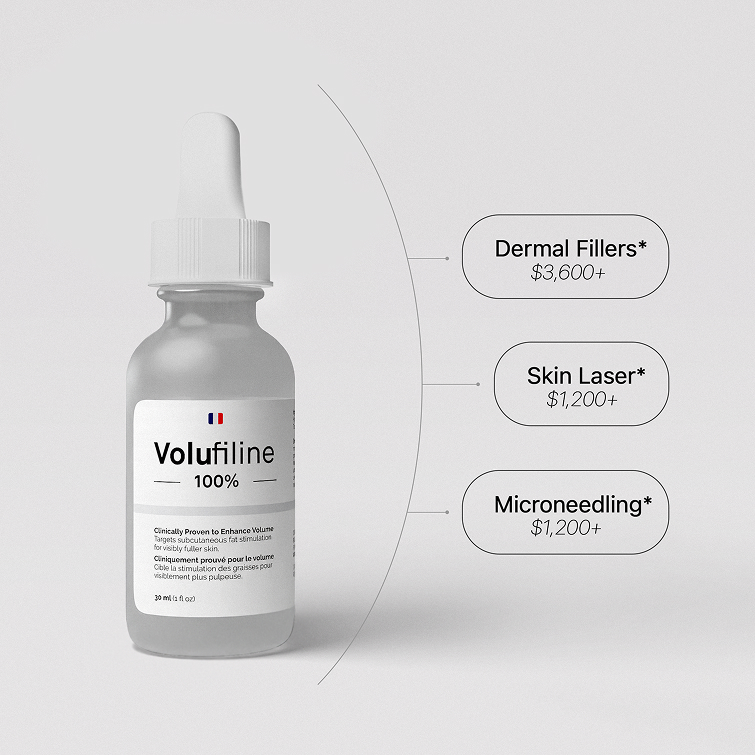 Volufiline
100%
Clinically Proven to Enhance Volume
Targets subcutaneous fat stimulation
for visibly fuller skin.
Cliniquement prouvé pour le volume
Cible la stimulation des graisses pour
visiblement plus pulpeuse.
30 ml (1 fl oz)
Dermal Fillers*
$3,600+
Skin Laser*
$1,200+
Microneedling*
$1,200+